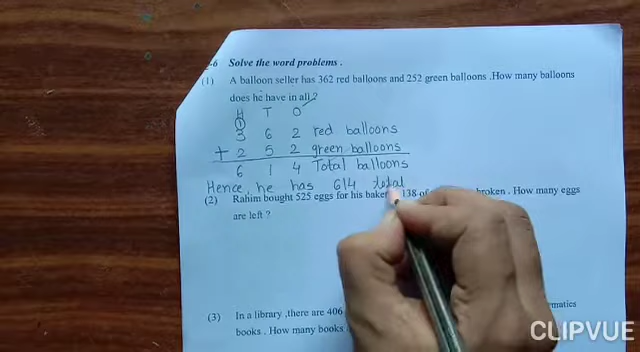 -6 Solve the word problems .
(1) A balloon seller has 362 red balloons and 252 green balloons .How many balloons
does he have in all ?
H T O
1
3 6 2 red balloons
+ 2 5 2 green balloons
6 1 4 Total balloons
Hence, he has 614 total
(2) Rahim bought 525 eggs for his baker 138 of broken . How many eggs
are left ?
(3) In a library ,there are 406 matics
books . How many books
CLIPVUE